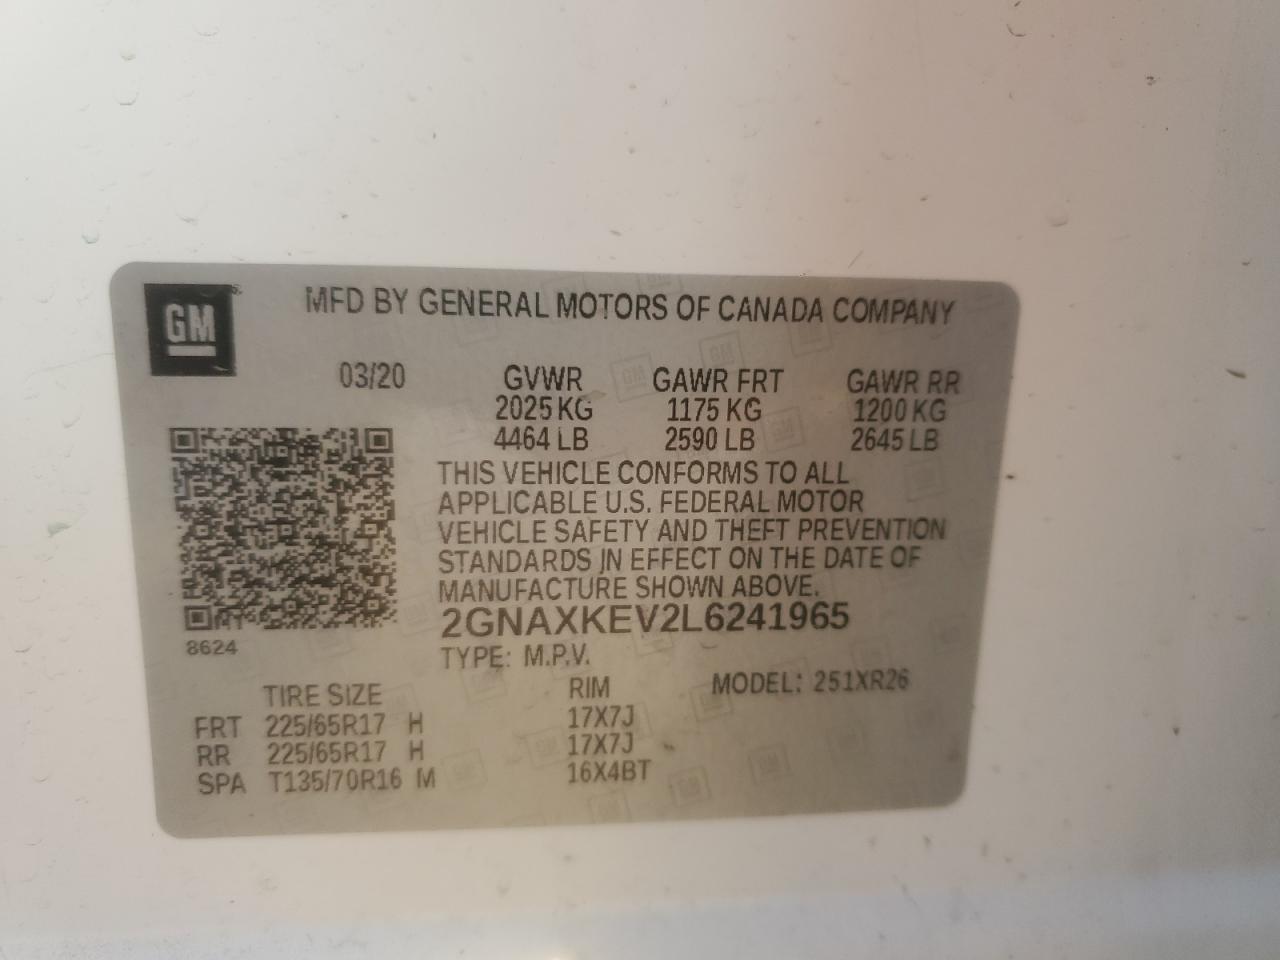 GM
MFD BY GENERAL MOTORS OF CANADA COMPANY
03/20 GVWR GAWR FRT GAWR RR
2025 KG 1175 KG 1200 KG
4464 LB 2590 LB 2645 LB
THIS VEHICLE CONFORMS TO ALL
APPLICABLE U.S. FEDERAL MOTOR
VEHICLE SAFETY AND THEFT PREVENTION
STANDARDS IN EFFECT ON THE DATE OF
MANUFACTURE SHOWN ABOVE.
2GNAXKEV2L6241965
8624
TYPE: M.P.V.
TIRE SIZE RIM MODEL: 251XR26
FRT 225/65R17 H 17X7J
RR 225/65R17 H 17X7J
SPA T135/70R16 M 16X4BT